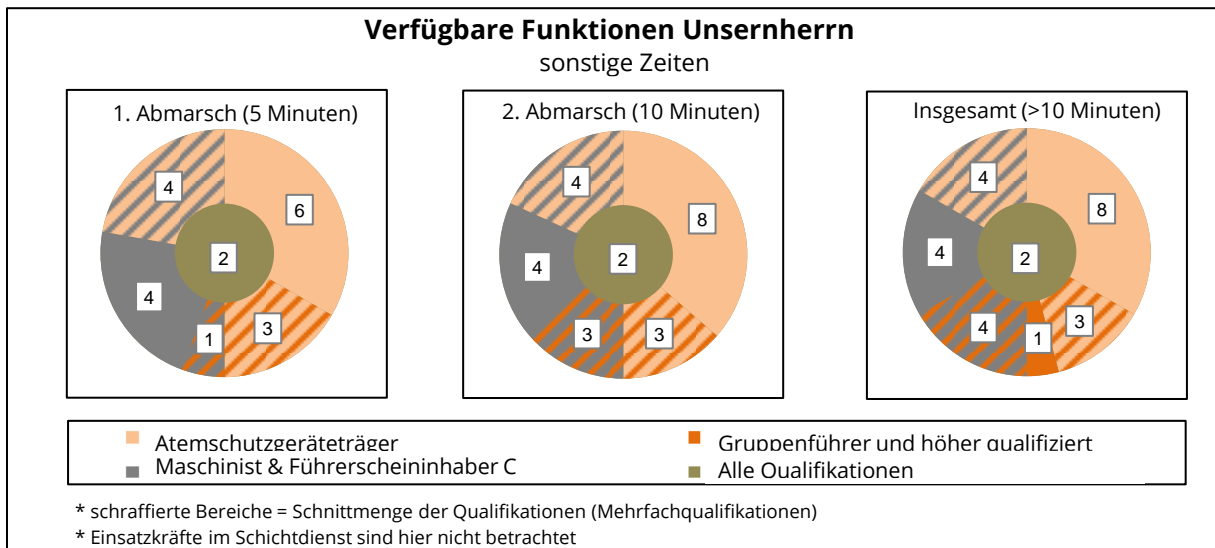 Verfügbare Funktionen Unsernherrn
sonstige Zeiten
1. Abmarsch (5 Minuten)
4
6
2
4
1
3
2. Abmarsch (10 Minuten)
4
8
2
4
3
3
Insgesamt (>10 Minuten)
4
8
4
2
4
1
3
Atemschutzgeräteträger
Gruppenführer und höher qualifiziert
Maschinist & Führerscheininhaber C
Alle Qualifikationen
* schraffierte Bereiche = Schnittmenge der Qualifikationen (Mehrfachqualifikationen)
* Einsatzkräfte im Schichtdienst sind hier nicht betrachtet